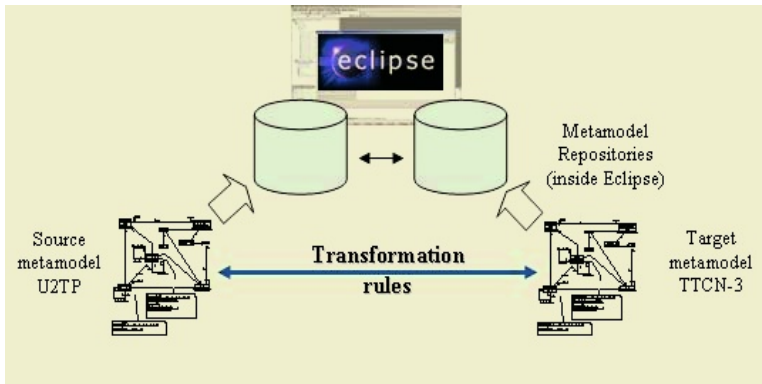 eclipse
Metamodel
Repositories
(inside Eclipse)
Source
metamodel
U2TP
Transformation
rules
Target
metamodel
TTCN-3